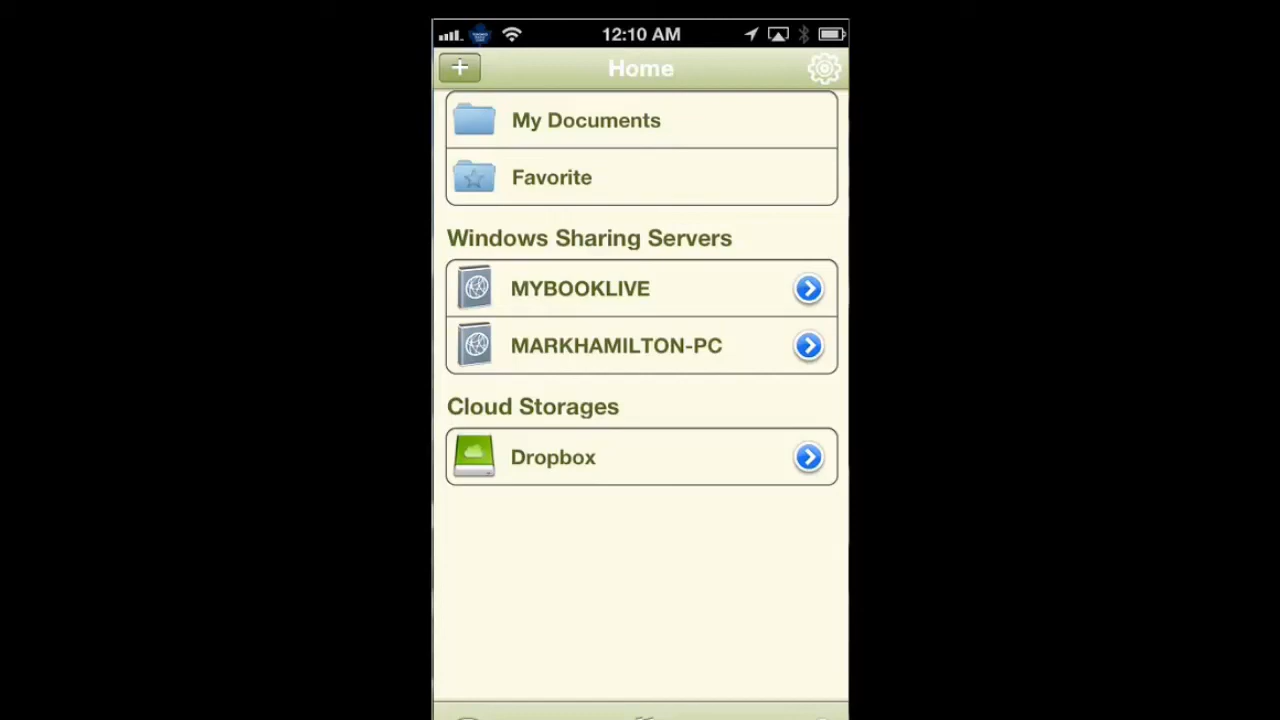 12:10 AM
Home
My Documents
Favorite
Windows Sharing Servers
MYBOOKLIVE
MARKHAMILTON-PC
Cloud Storages
Dropbox